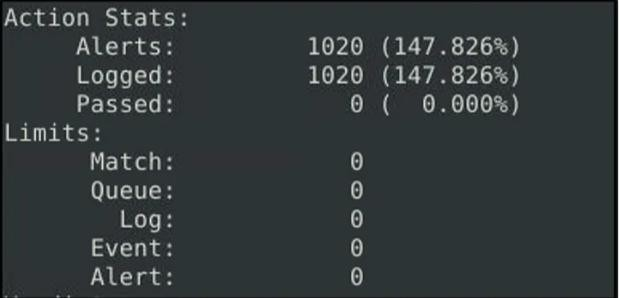 Action Stats:
Alerts: 1020 (147.826%)
Logged: 1020 (147.826%)
Passed: 0 ( 0.000%)
Limits:
Match: 0
Queue: 0
Log: 0
Event: 0
Alert: 0